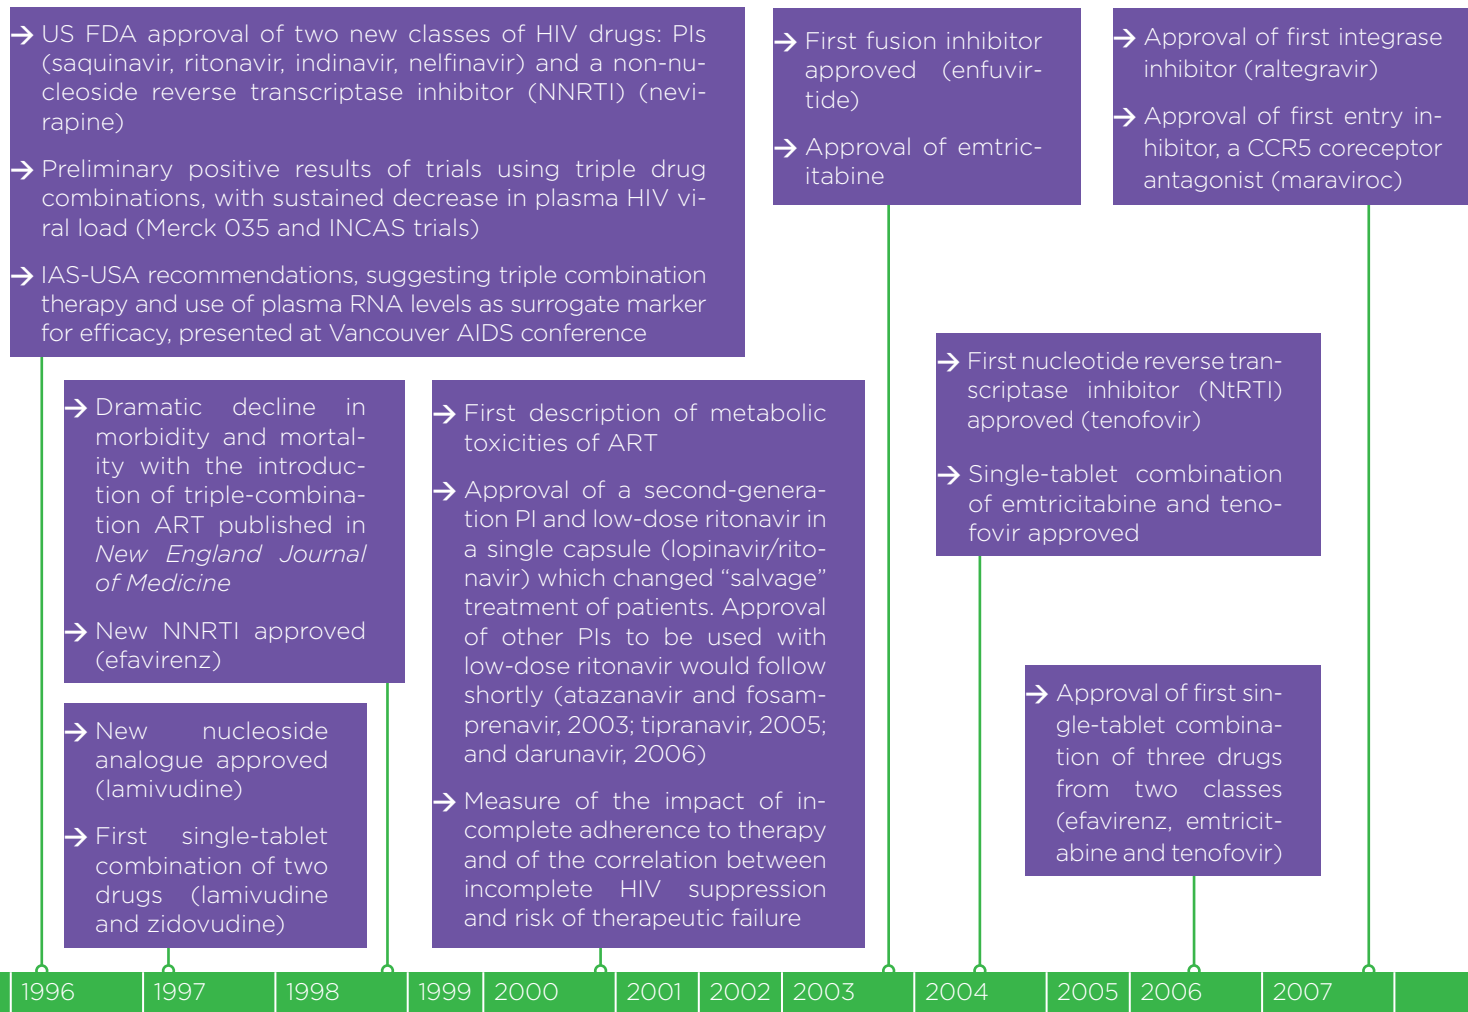 → US FDA approval of two new classes of HIV drugs: PIs
(saquinavir, ritonavir, indinavir, nelfinavir) and a non-nu-
cleoside reverse transcriptase inhibitor (NNRTI) (nevi-
rapine)
→ Preliminary positive results of trials using triple drug
combinations, with sustained decrease in plasma HIV vi-
ral load (Merck 035 and INCAS trials)
→ IAS-USA recommendations, suggesting triple combination
therapy and use of plasma RNA levels as surrogate marker
for efficacy, presented at Vancouver AIDS conference
→ First fusion inhibitor
approved (enfuvir-
tide)
→ Approval of emtric-
itabine
→ Approval of first integrase
inhibitor (raltegravir)
→ Approval of first entry in-
hibitor, a CCR5 coreceptor
antagonist (maraviroc)
→ Dramatic decline in
morbidity and mortal-
ity with the introduc-
tion of triple-combina-
tion ART published in
New England Journal
of Medicine
→ New NNRTI approved
(efavirenz)
→ New nucleoside
analogue approved
(lamivudine)
→ First single-tablet
combination of two
drugs (lamivudine
and zidovudine)
→ First description of metabolic
toxicities of ART
→ Approval of a second-genera-
tion PI and low-dose ritonavir in
a single capsule (lopinavir/rito-
navir) which changed “salvage”
treatment of patients. Approval
of other PIs to be used with
low-dose ritonavir would follow
shortly (atazanavir and fosam-
prenavir, 2003; tipranavir, 2005;
and darunavir, 2006)
→ Measure of the impact of in-
complete adherence to therapy
and of the correlation between
incomplete HIV suppression
and risk of therapeutic failure
→ First nucleotide reverse tran-
scriptase inhibitor (NtRTI)
approved (tenofovir)
→ Single-tablet combination
of emtricitabine and teno-
fovir approved
→ Approval of first sin-
gle-tablet combina-
tion of three drugs
from two classes
(efavirenz, emtricit-
abine and tenofovir)
1996 1997 1998 1999 2000 2001 2002 2003 2004 2005 2006 2007